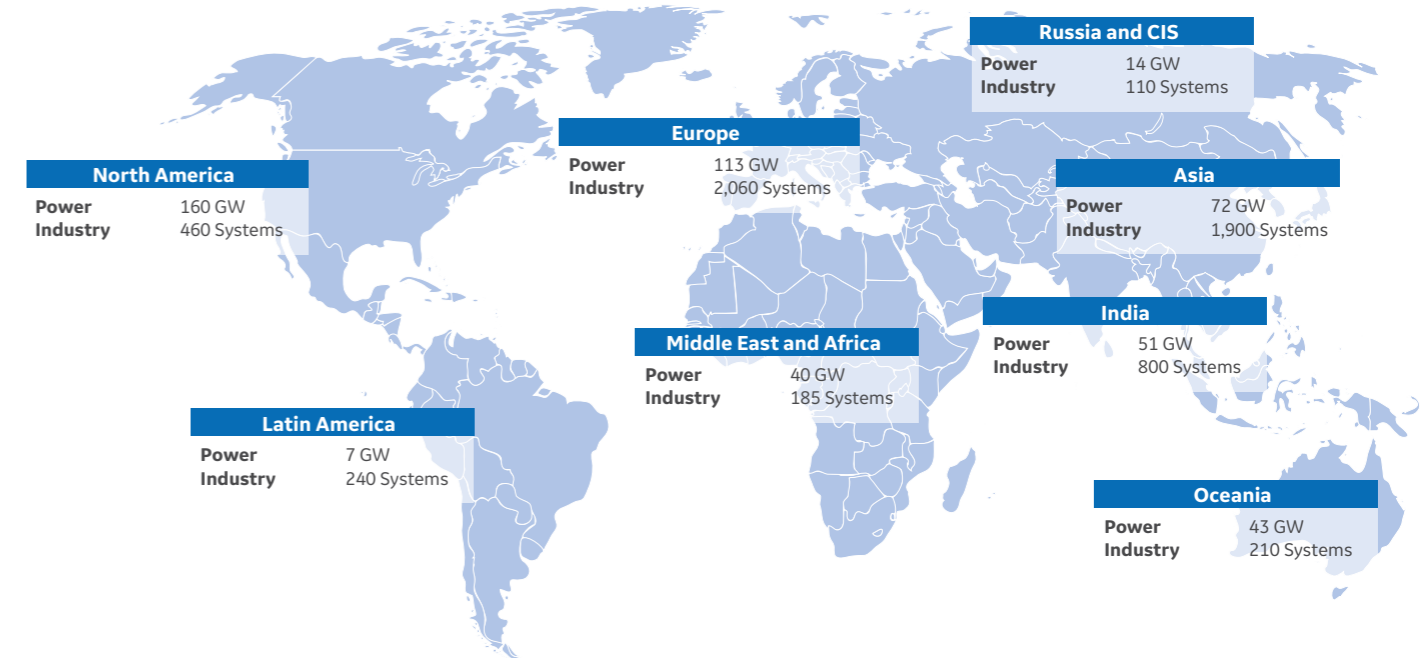 Russia and CIS
Power 14 GW
Industry 110 Systems
Europe
Power 113 GW
Industry 2,060 Systems
North America
Power 160 GW
Industry 460 Systems
Asia
Power 72 GW
Industry 1,900 Systems
India
Power 51 GW
Industry 800 Systems
Middle East and Africa
Power 40 GW
Industry 185 Systems
Latin America
Power 7 GW
Industry 240 Systems
Oceania
Power 43 GW
Industry 210 Systems